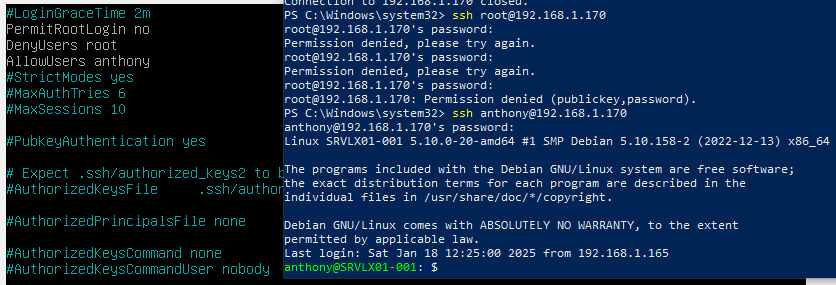 #LoginGraceTime 2m
PermitRootLogin no
DenyUsers root
AllowUsers anthony
#StrictModes yes
#MaxAuthTries 6
#MaxSessions 10
#PubkeyAuthentication yes
# Expect .ssh/authorized_keys2 to b
#AuthorizedKeysFile .ssh/author
#AuthorizedPrincipalsFile none
#AuthorizedKeysCommand none
#AuthorizedKeysCommandUser nobody
Connection to 192.168.1.170 closed.
PS C:\Windows\system32> ssh root@192.168.1.170
root@192.168.1.170's password:
Permission denied, please try again.
root@192.168.1.170's password:
Permission denied, please try again.
root@192.168.1.170's password:
root@192.168.1.170: Permission denied (publickey,password).
PS C:\Windows\system32> ssh anthony@192.168.1.170
anthony@192.168.1.170's password:
Linux SRVLX01-001 5.10.0-20-amd64 #1 SMP Debian 5.10.158-2 (2022-12-13) x86_64
The programs included with the Debian GNU/Linux system are free software;
the exact distribution terms for each program are described in the
individual files in /usr/share/doc/*/copyright.
Debian GNU/Linux comes with ABSOLUTELY NO WARRANTY, to the extent
permitted by applicable law.
Last login: Sat Jan 18 12:25:00 2025 from 192.168.1.165
anthony@SRVLX01-001: $